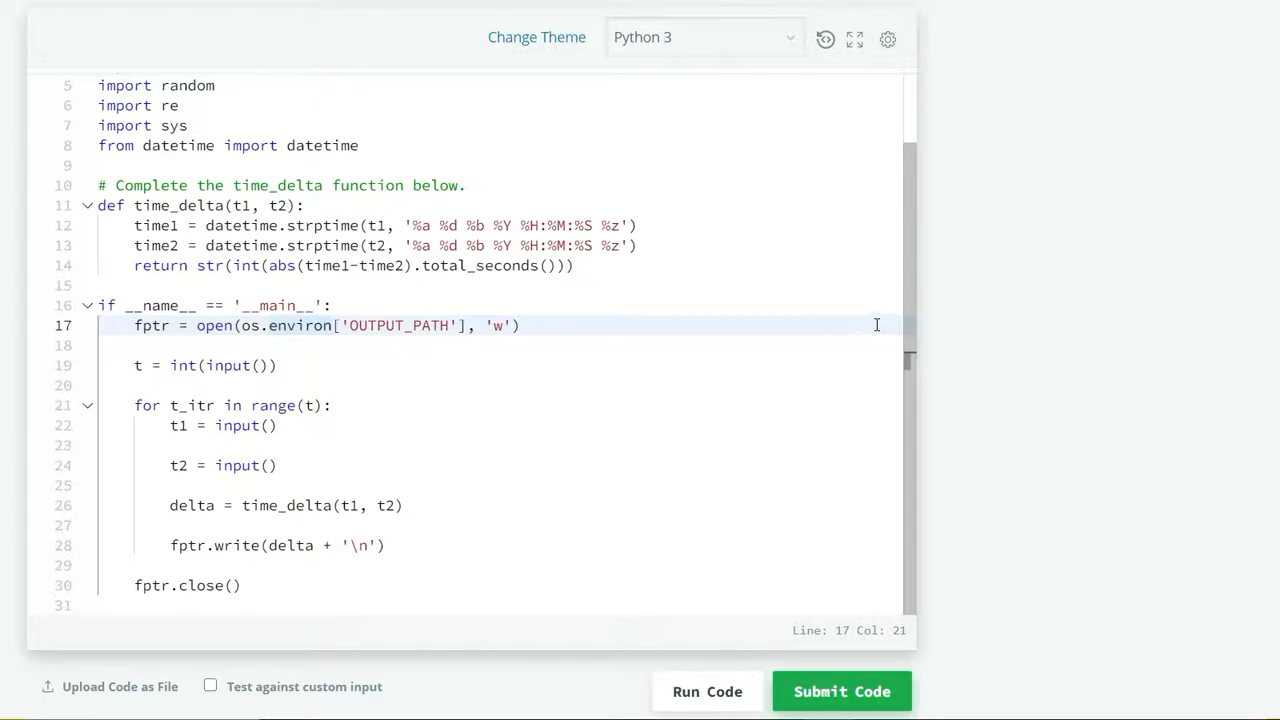 Change Theme
Python 3
5 import random
6 import re
7 import sys
8 from datetime import datetime
9
10 # Complete the time_delta function below.
11 def time_delta(t1, t2):
12     time1 = datetime.strptime(t1, '%a %d %b %Y %H:%M:%S %z')
13     time2 = datetime.strptime(t2, '%a %d %b %Y %H:%M:%S %z')
14     return str(int(abs(time1-time2).total_seconds()))
15
16 if __name__ == '__main__':
17     fptr = open(os.environ['OUTPUT_PATH'], 'w')
18
19     t = int(input())
20
21     for t_itr in range(t):
22         t1 = input()
23
24         t2 = input()
25
26         delta = time_delta(t1, t2)
27
28         fptr.write(delta + '\n')
29
30     fptr.close()
31
Line: 17 Col: 21
Upload Code as File
Test against custom input
Run Code
Submit Code